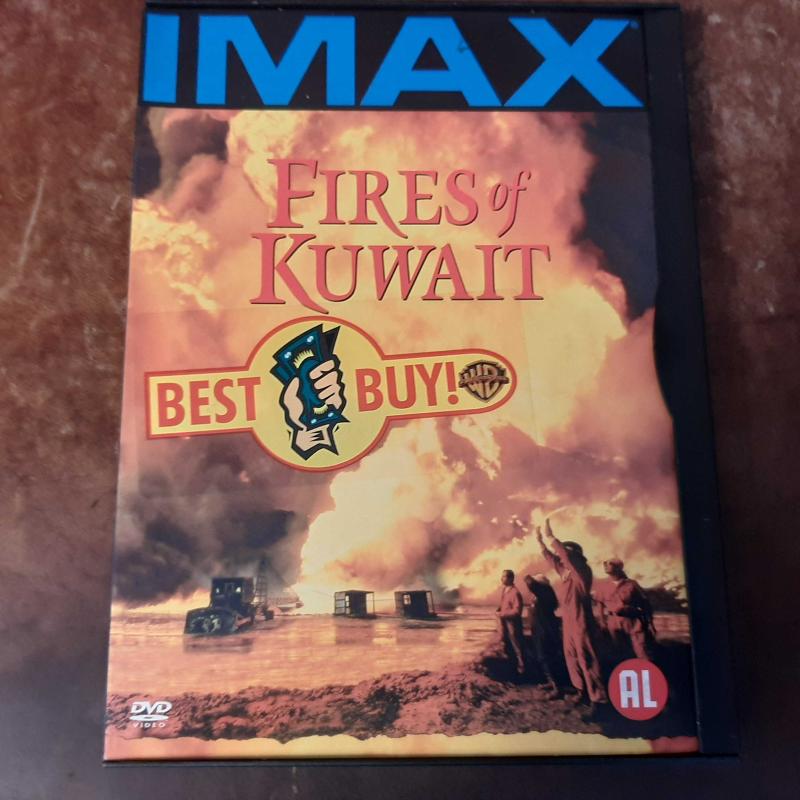 IMAX®
FIRES of
KUWAIT
BEST BUY! WB
DVD
VIDEO
AL